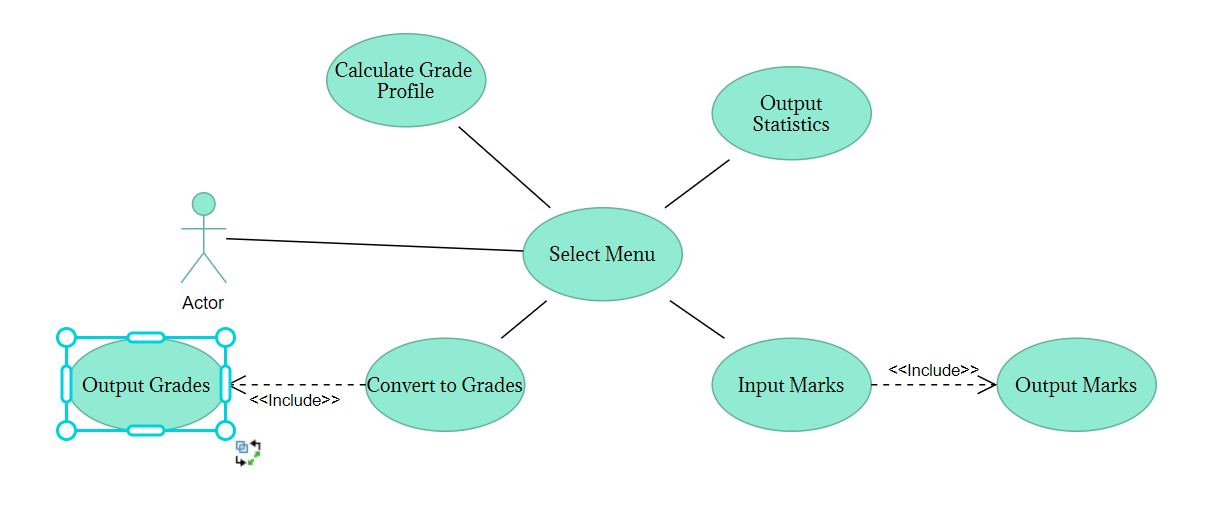 Calculate Grade
Profile
Output
Statistics
Select Menu
Actor
Output Grades
<<Include>>
Convert to Grades
Input Marks
<<Include>>
Output Marks